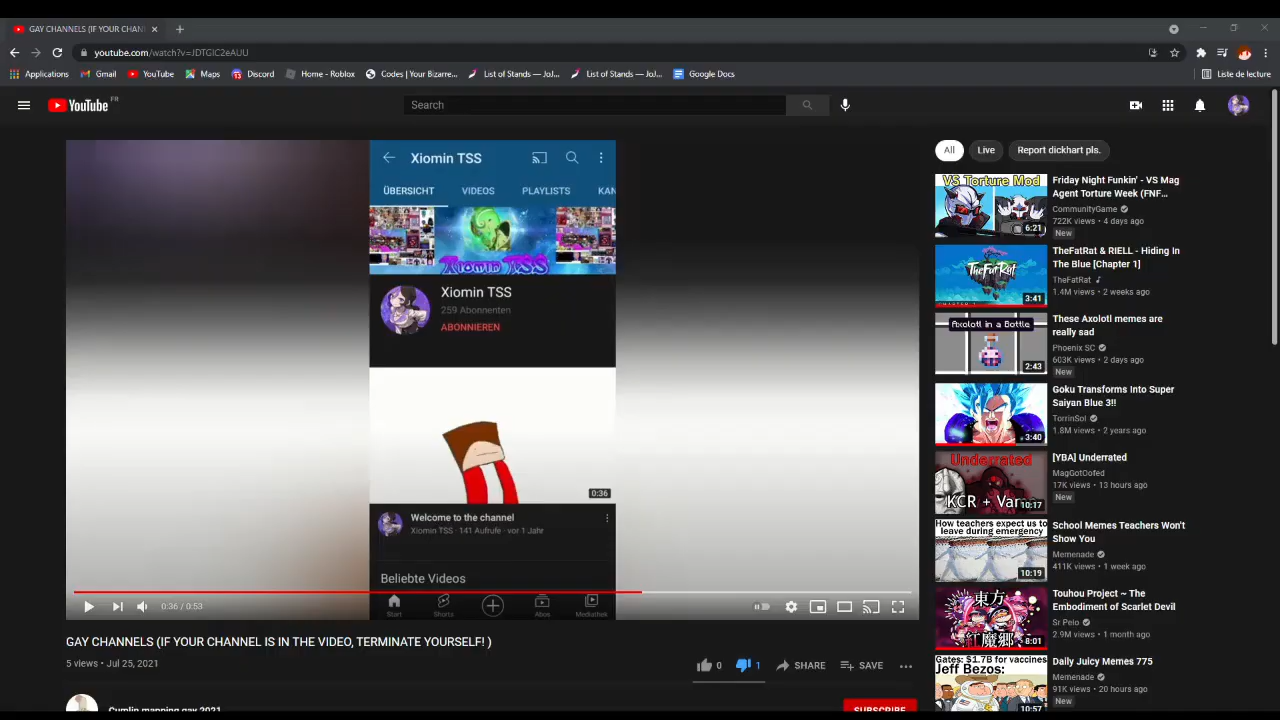 GAY CHANNELS (IF YOUR CHAN
youtube.com/watch?v=JDTGIC2eAUU
Applications Gmail YouTube Maps Discord Home - Roblox Codes | Your Bizarre... List of Stands — JoJ... List of Stands — JoJ... Google Docs Liste de lecture
YouTube FR
Search
Xiomin TSS
ÜBERSICHT VIDEOS PLAYLISTS KAN
Xiomin TSS
Xiomin TSS
259 Abonnenten
ABONNIEREN
0:36
Welcome to the channel
Xiomin TSS · 141 Aufrufe · vor 1 Jahr
Beliebte Videos
Start Shorts Abos Mediathek
0:36 / 0:53
GAY CHANNELS (IF YOUR CHANNEL IS IN THE VIDEO, TERMINATE YOURSELF! )
5 views • Jul 25, 2021
0 1 SHARE SAVE
Cumlin mapping gay 2021
SUBSCRIBE
All Live Report dickhart pls.
VS Torture Mod
6:21
Friday Night Funkin' - VS Mag
Agent Torture Week (FNF...
CommunityGame
722K views • 4 days ago
New
TheFatRat
3:41
TheFatRat & RIELL - Hiding In
The Blue [Chapter 1]
TheFatRat
1.4M views • 2 weeks ago
Axolotl in a Bottle
2:43
These Axolotl memes are
really sad
Phoenix SC
603K views • 2 days ago
New
3:40
Goku Transforms Into Super
Saiyan Blue 3!!
TorrinSoi
1.8M views • 2 years ago
Underrated
KCR + Vam
10:17
[YBA] Underrated
MagGotOofed
17K views • 13 hours ago
New
How teachers expect us to
leave during emergency
10:19
School Memes Teachers Won't
Show You
Memenade
411K views • 1 week ago
東方
紅魔郷
8:01
Touhou Project ~ The
Embodiment of Scarlet Devil
Sr Pelo
2.9M views • 1 month ago
Gates: $1.7B for vaccines
Jeff Bezos:
10:57
Daily Juicy Memes 775
Memenade
91K views • 20 hours ago
New